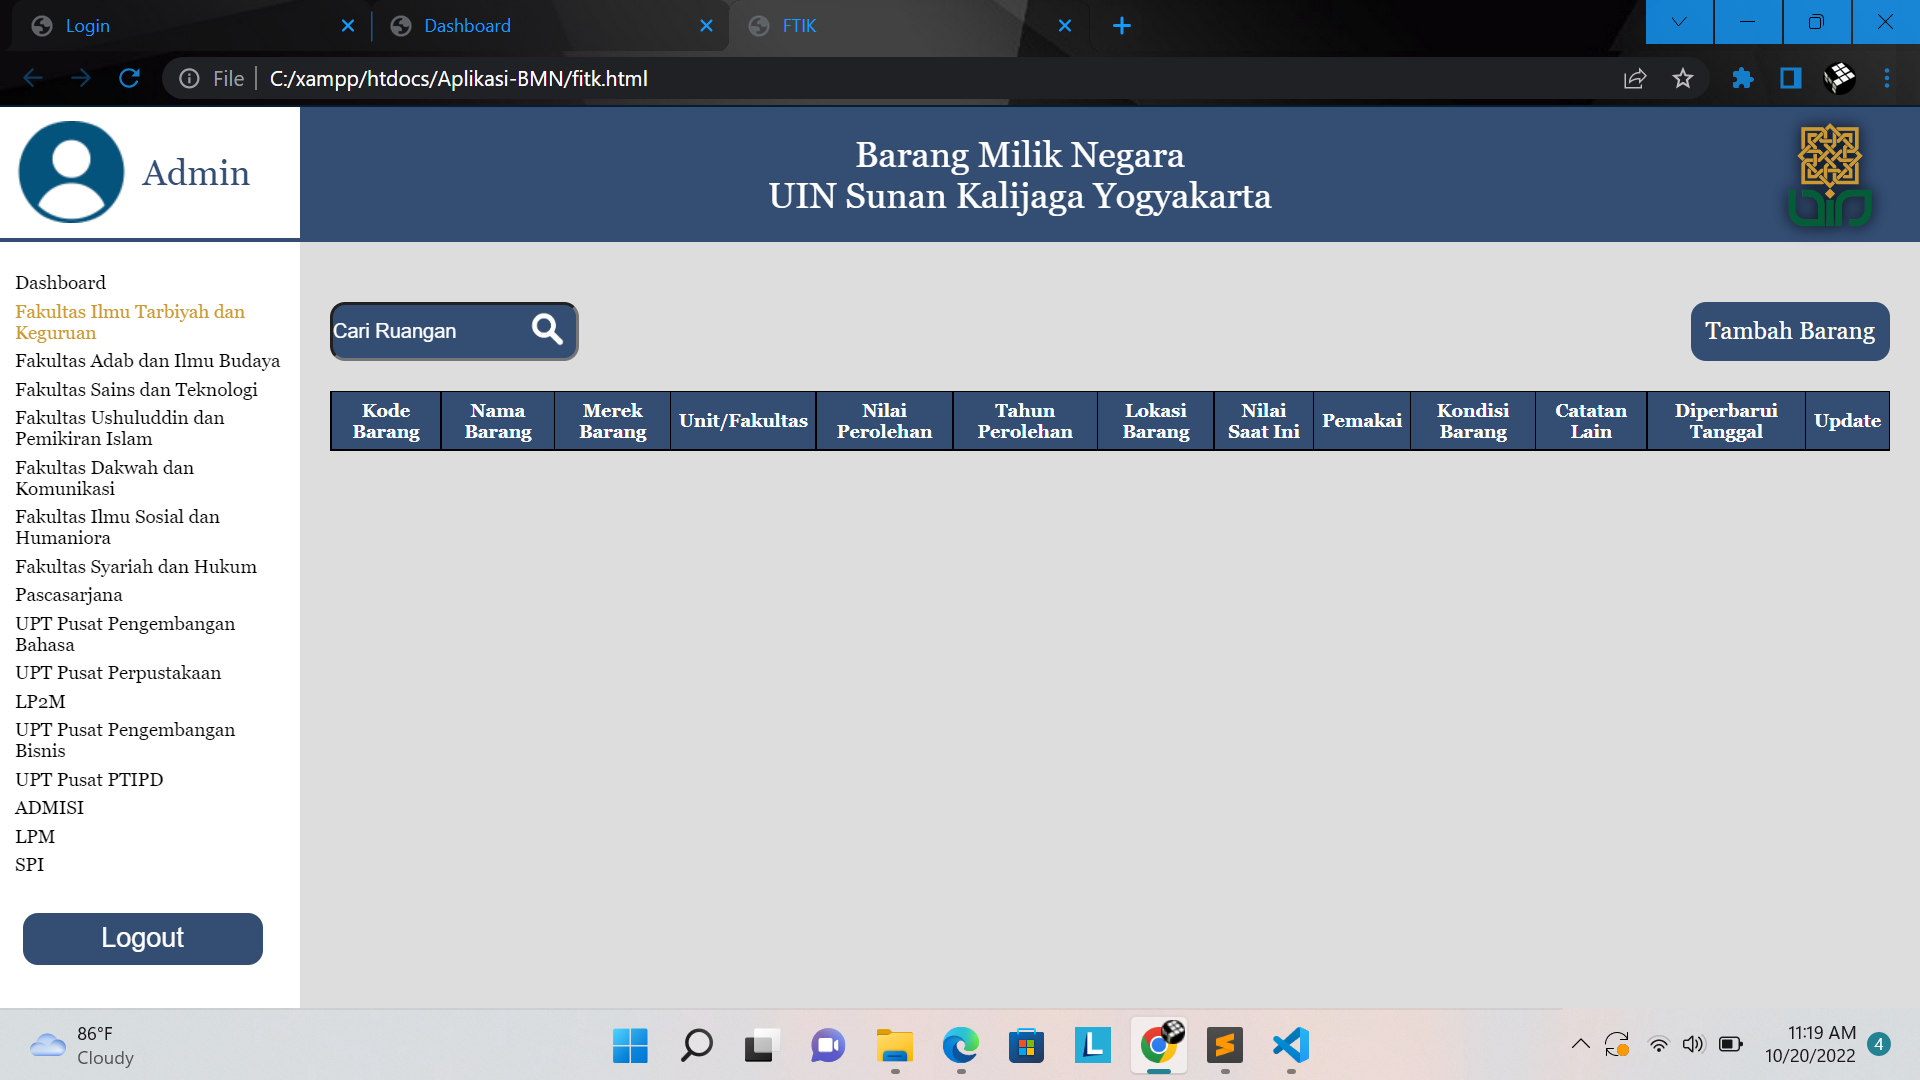 Login
Dashboard
FTIK
File
C:/xampp/htdocs/Aplikasi-BMN/fitk.html
Admin
Barang Milik Negara
UIN Sunan Kalijaga Yogyakarta
Dashboard
Fakultas Ilmu Tarbiyah dan
Keguruan
Fakultas Adab dan Ilmu Budaya
Fakultas Sains dan Teknologi
Fakultas Ushuluddin dan
Pemikiran Islam
Fakultas Dakwah dan
Komunikasi
Fakultas Ilmu Sosial dan
Humaniora
Fakultas Syariah dan Hukum
Pascasarjana
UPT Pusat Pengembangan
Bahasa
UPT Pusat Perpustakaan
LP2M
UPT Pusat Pengembangan
Bisnis
UPT Pusat PTIPD
ADMISI
LPM
SPI
Logout
Cari Ruangan
Tambah Barang
Kode
Barang
Nama
Barang
Merek
Barang
Unit/Fakultas
Nilai
Perolehan
Tahun
Perolehan
Lokasi
Barang
Nilai
Saat Ini
Pemakai
Kondisi
Barang
Catatan
Lain
Diperbarui
Tanggal
Update
86°F
Cloudy
L
11:19 AM
10/20/2022
4